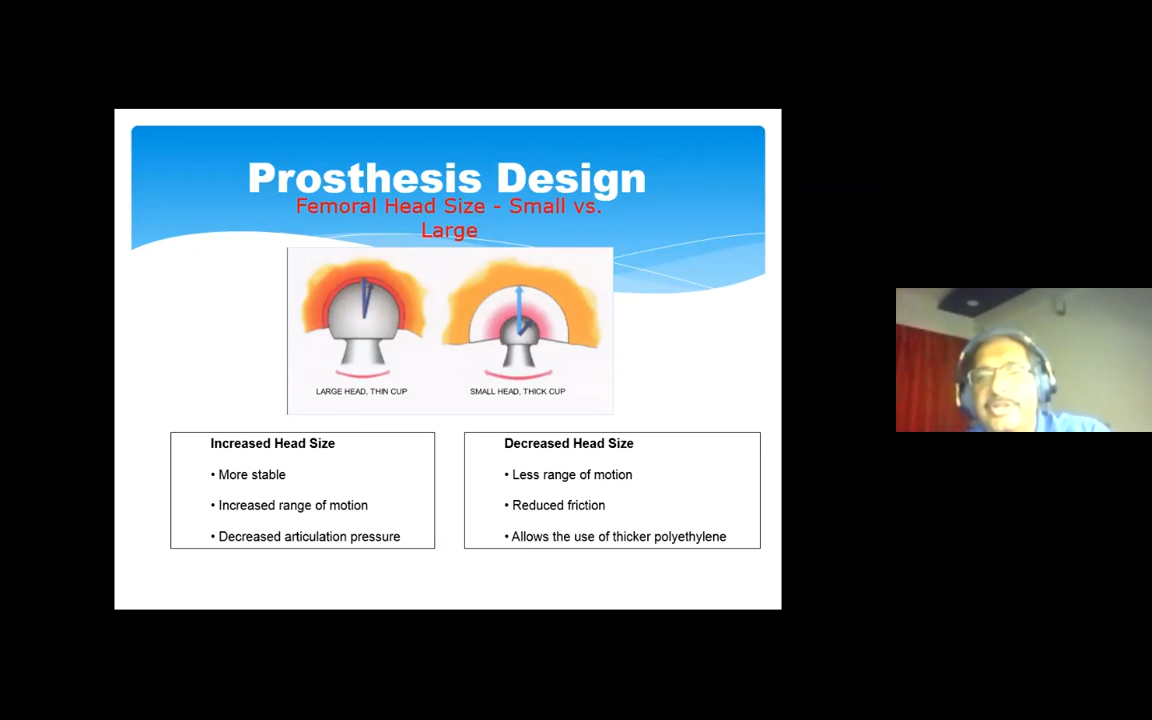 Prosthesis Design
Femoral Head Size - Small vs.
Large
LARGE HEAD, THIN CUP
SMALL HEAD, THICK CUP
Increased Head Size
• More stable
• Increased range of motion
• Decreased articulation pressure
Decreased Head Size
• Less range of motion
• Reduced friction
• Allows the use of thicker polyethylene